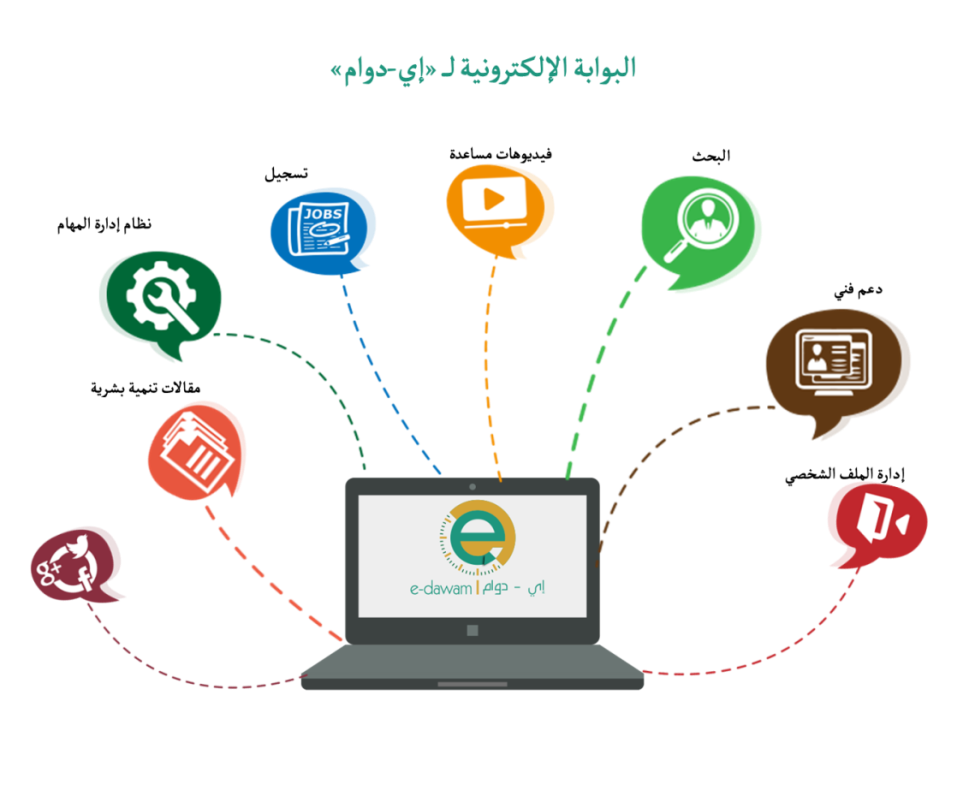 البوابة الإلكترونية لـ «إي-دوام»
البحث
فيديوهات مساعدة
تسجيل
JOBS
نظام إدارة المهام
دعم فني
مقالات تنمية بشرية
إدارة الملف الشخصي
g+
f
e
e-dawam | إي - دوام